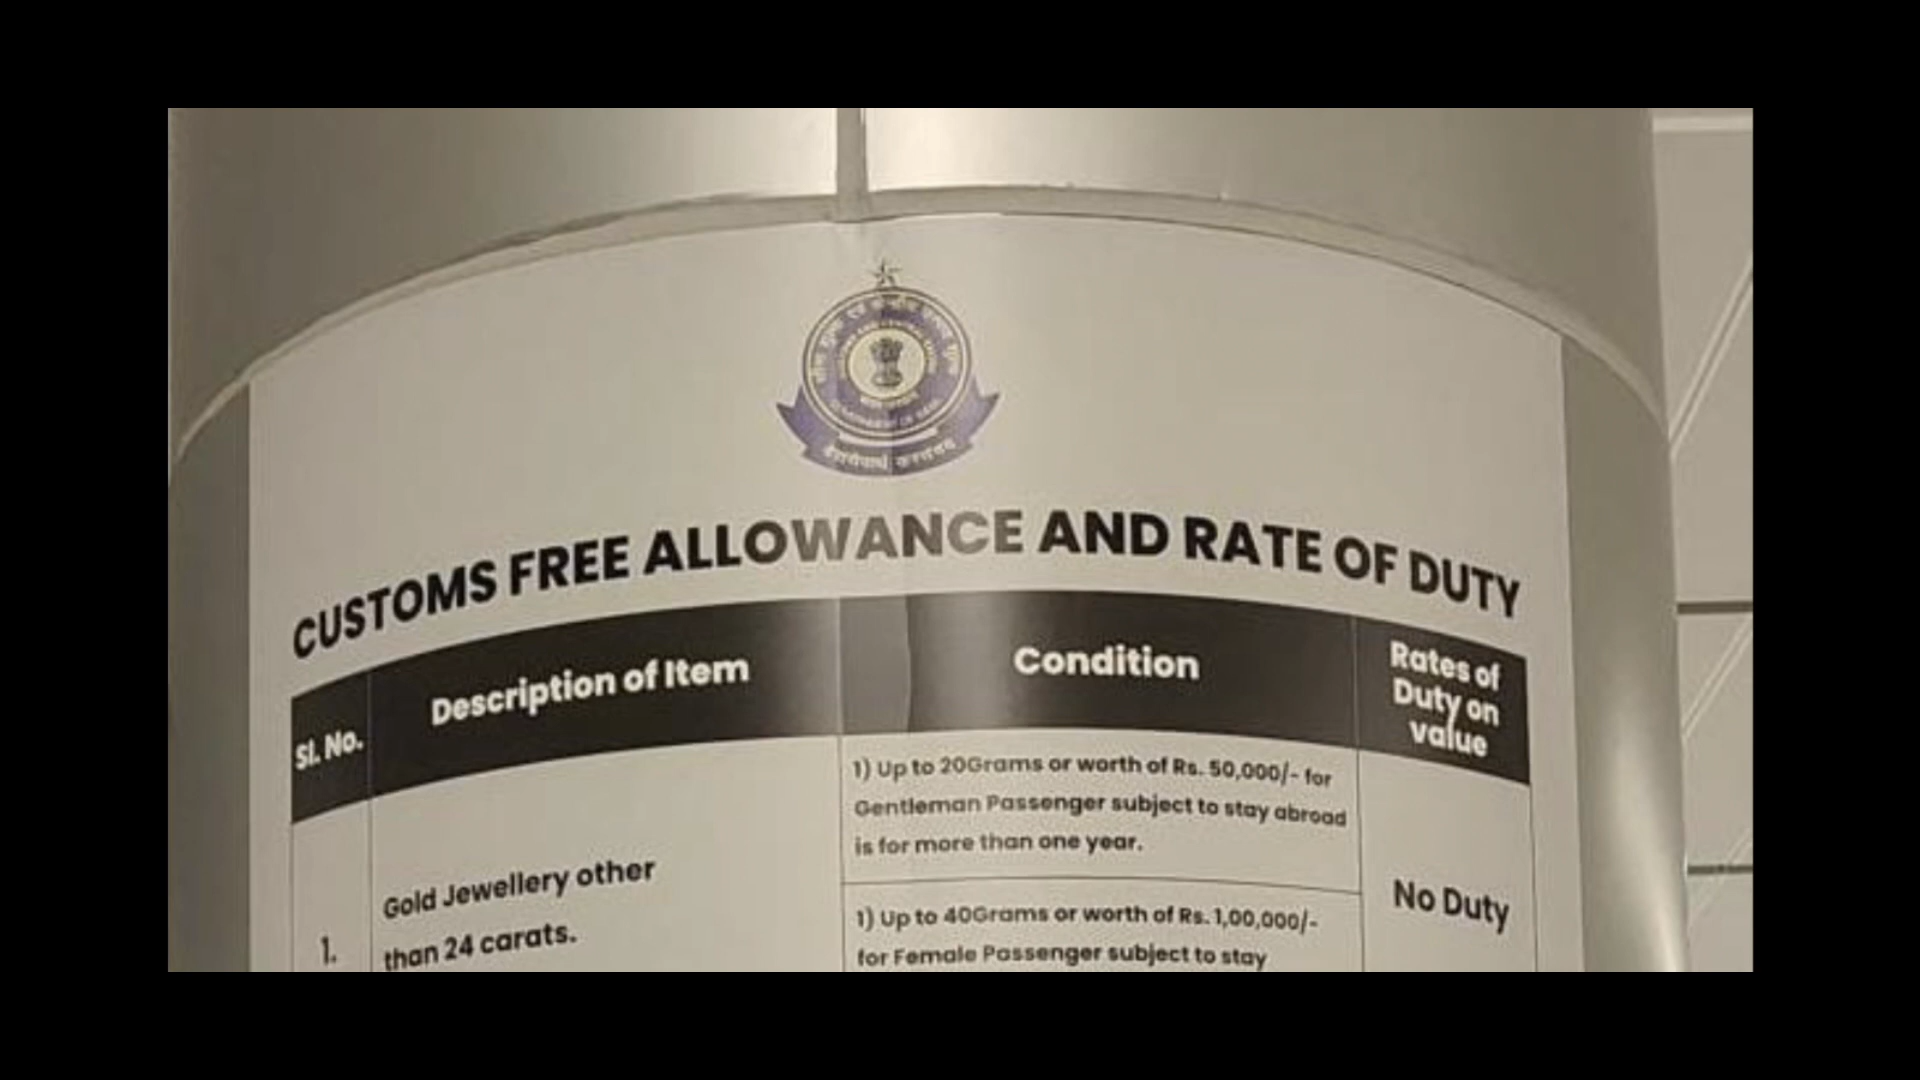 CUSTOMS FREE ALLOWANCE AND RATE OF DUTY
Sl. No.
Description of Item
Condition
Rates of
Duty on
value
1.
Gold Jewellery other
than 24 carats.
1) Up to 20Grams or worth of Rs. 50,000/- for
Gentleman Passenger subject to stay abroad
is for more than one year.
1) Up to 40Grams or worth of Rs. 1,00,000/-
for Female Passenger subject to stay
No Duty